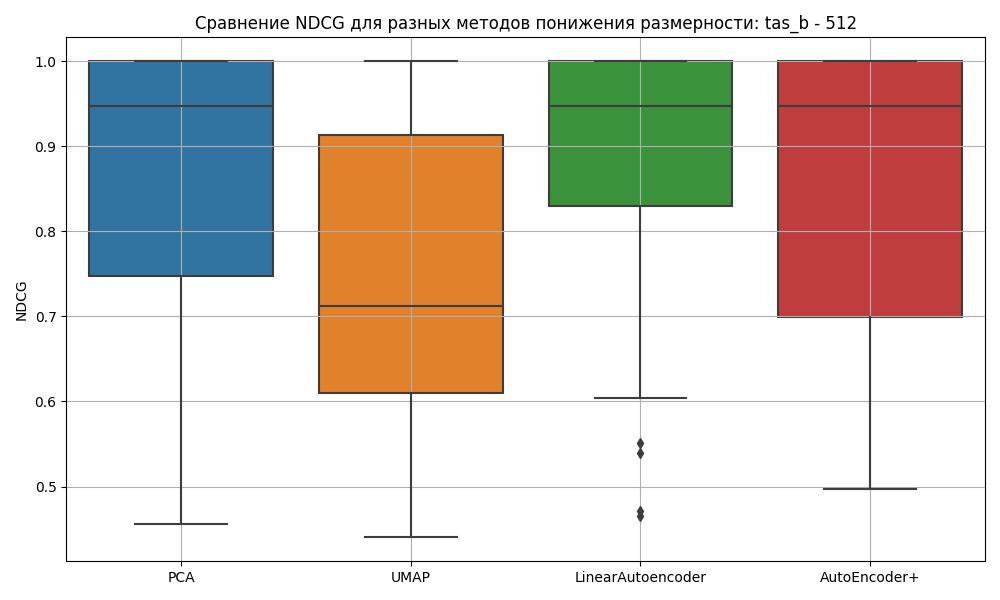 Сравнение NDCG для разных методов понижения размерности: tas_b - 512
NDCG
1.0
0.9
0.8
0.7
0.6
0.5
PCA
UMAP
LinearAutoencoder
AutoEncoder+